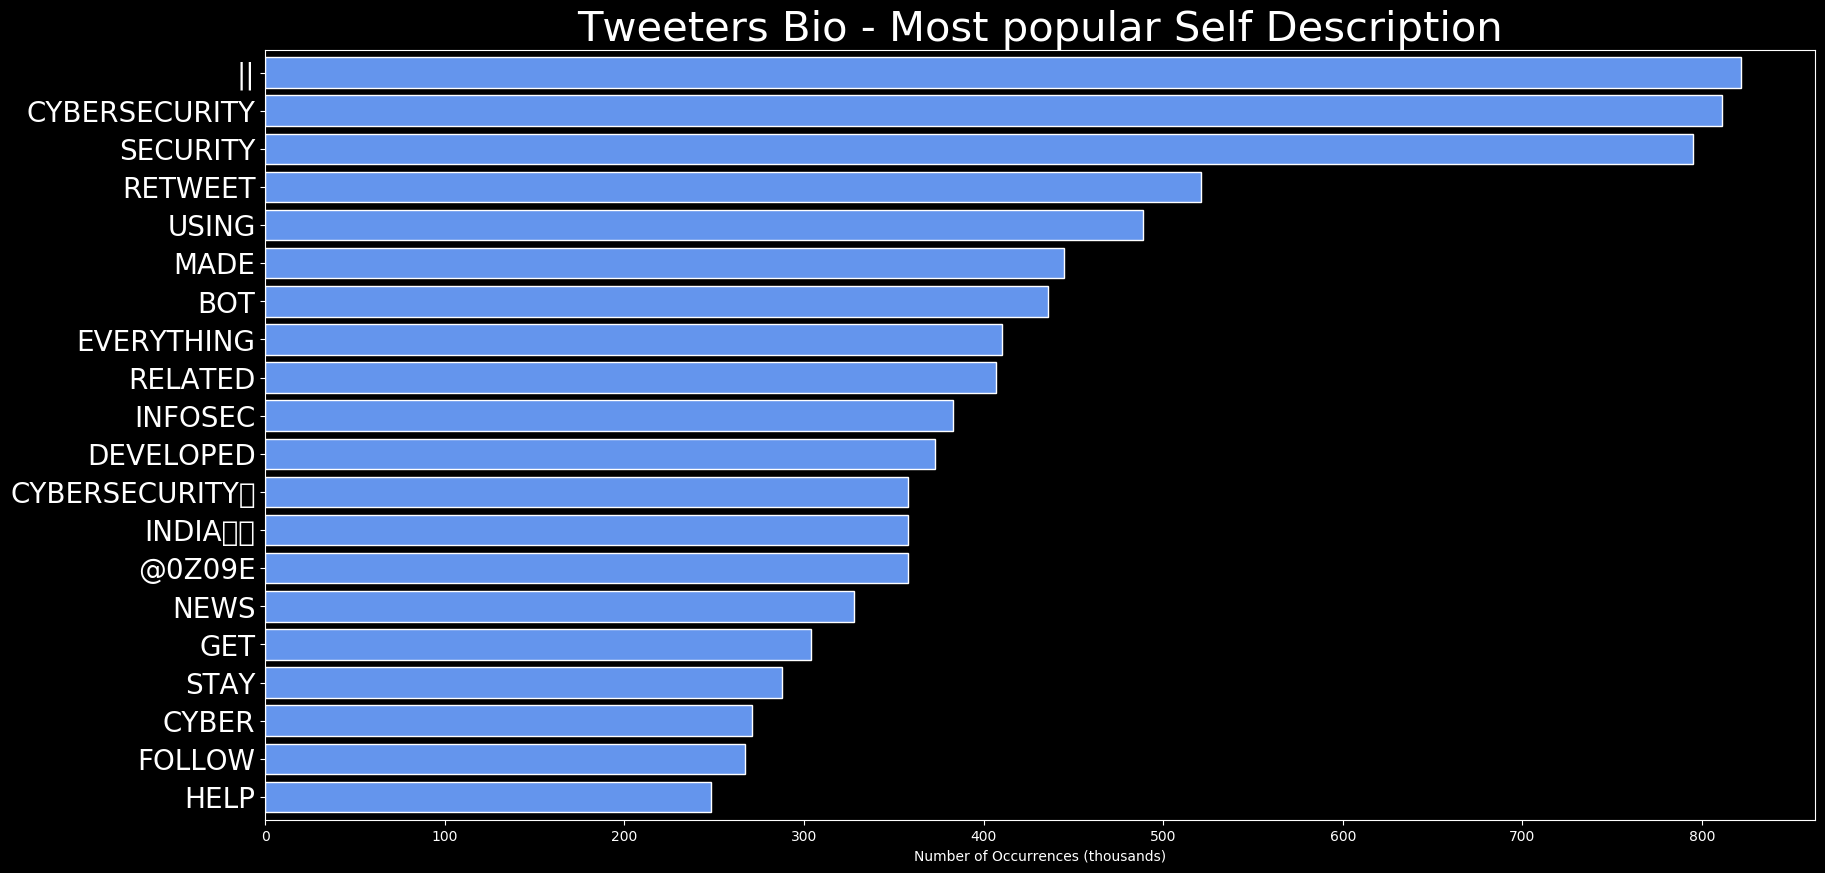 Tweeters Bio - Most popular Self Description
||
CYBERSECURITY
SECURITY
RETWEET
USING
MADE
BOT
EVERYTHING
RELATED
INFOSEC
DEVELOPED
CYBERSECURITY▯
INDIA▯▯
@0Z09E
NEWS
GET
STAY
CYBER
FOLLOW
HELP
0 100 200 300 400 500 600 700 800
Number of Occurrences (thousands)